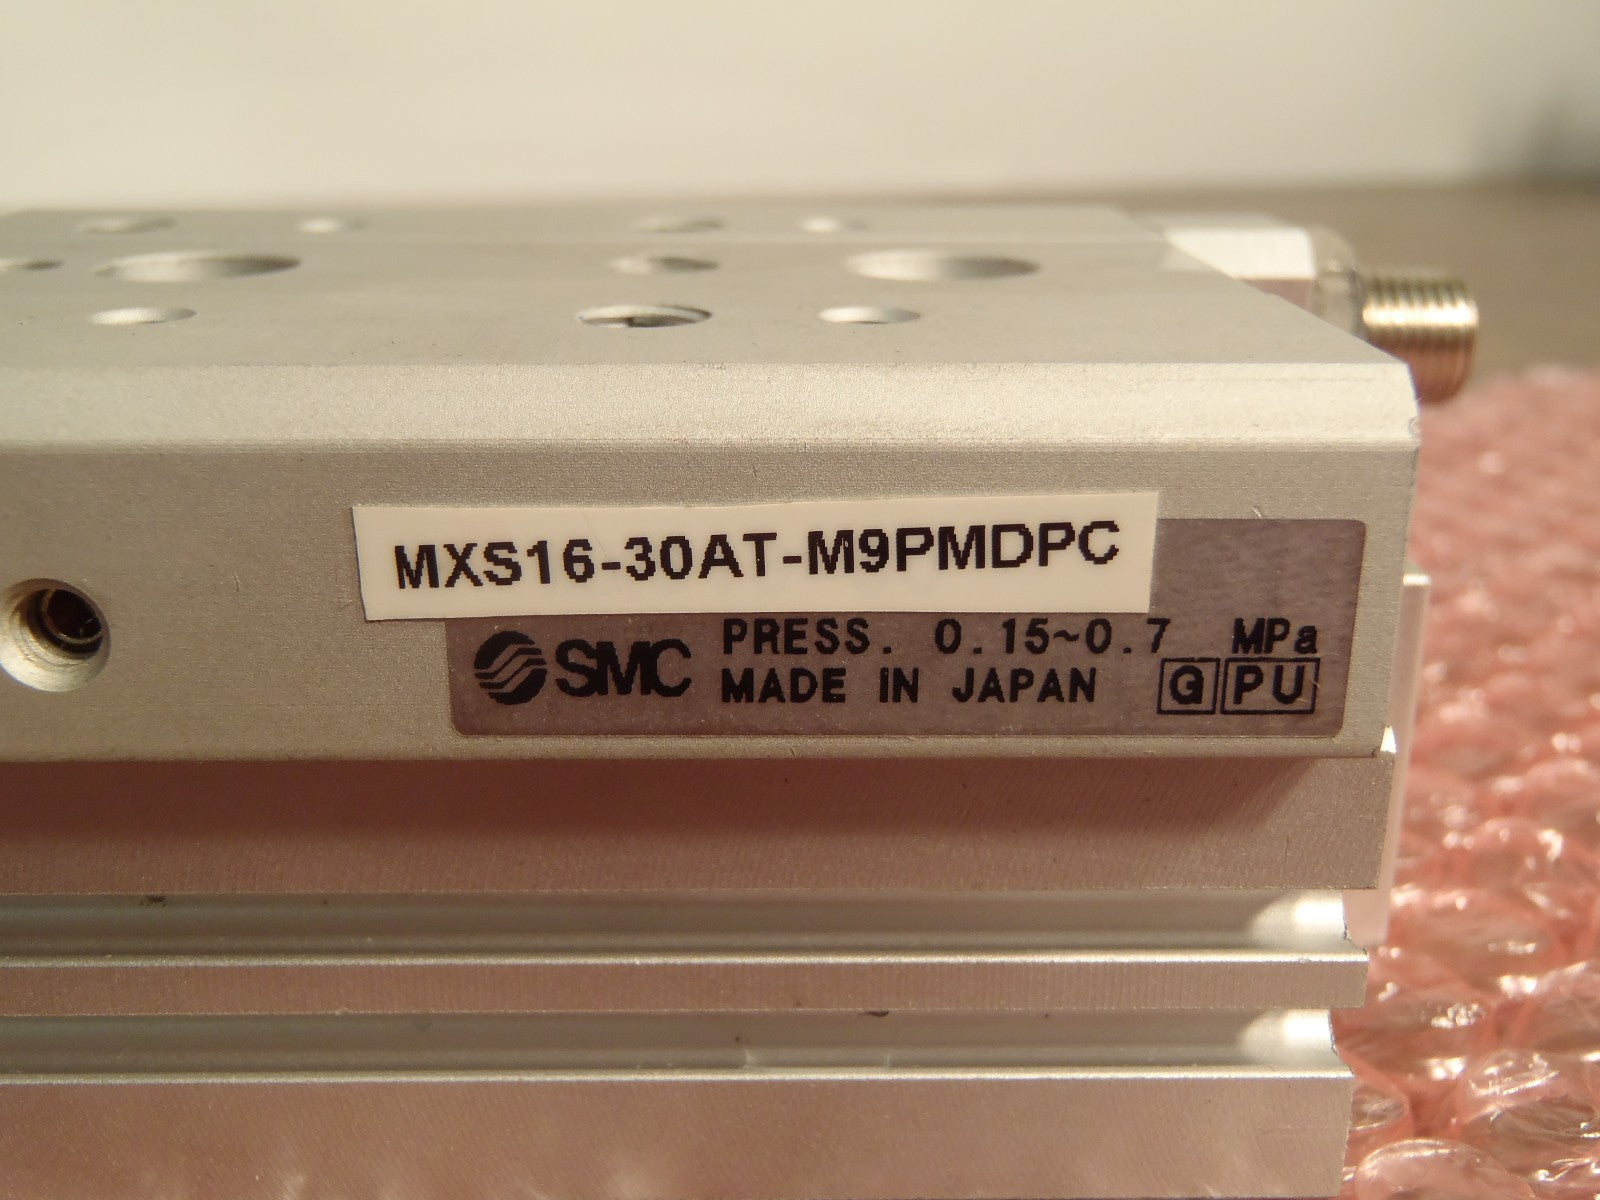 MXS16-30AT-M9PMDPC
SMC PRESS. 0.15~0.7 MPa
MADE IN JAPAN G PU